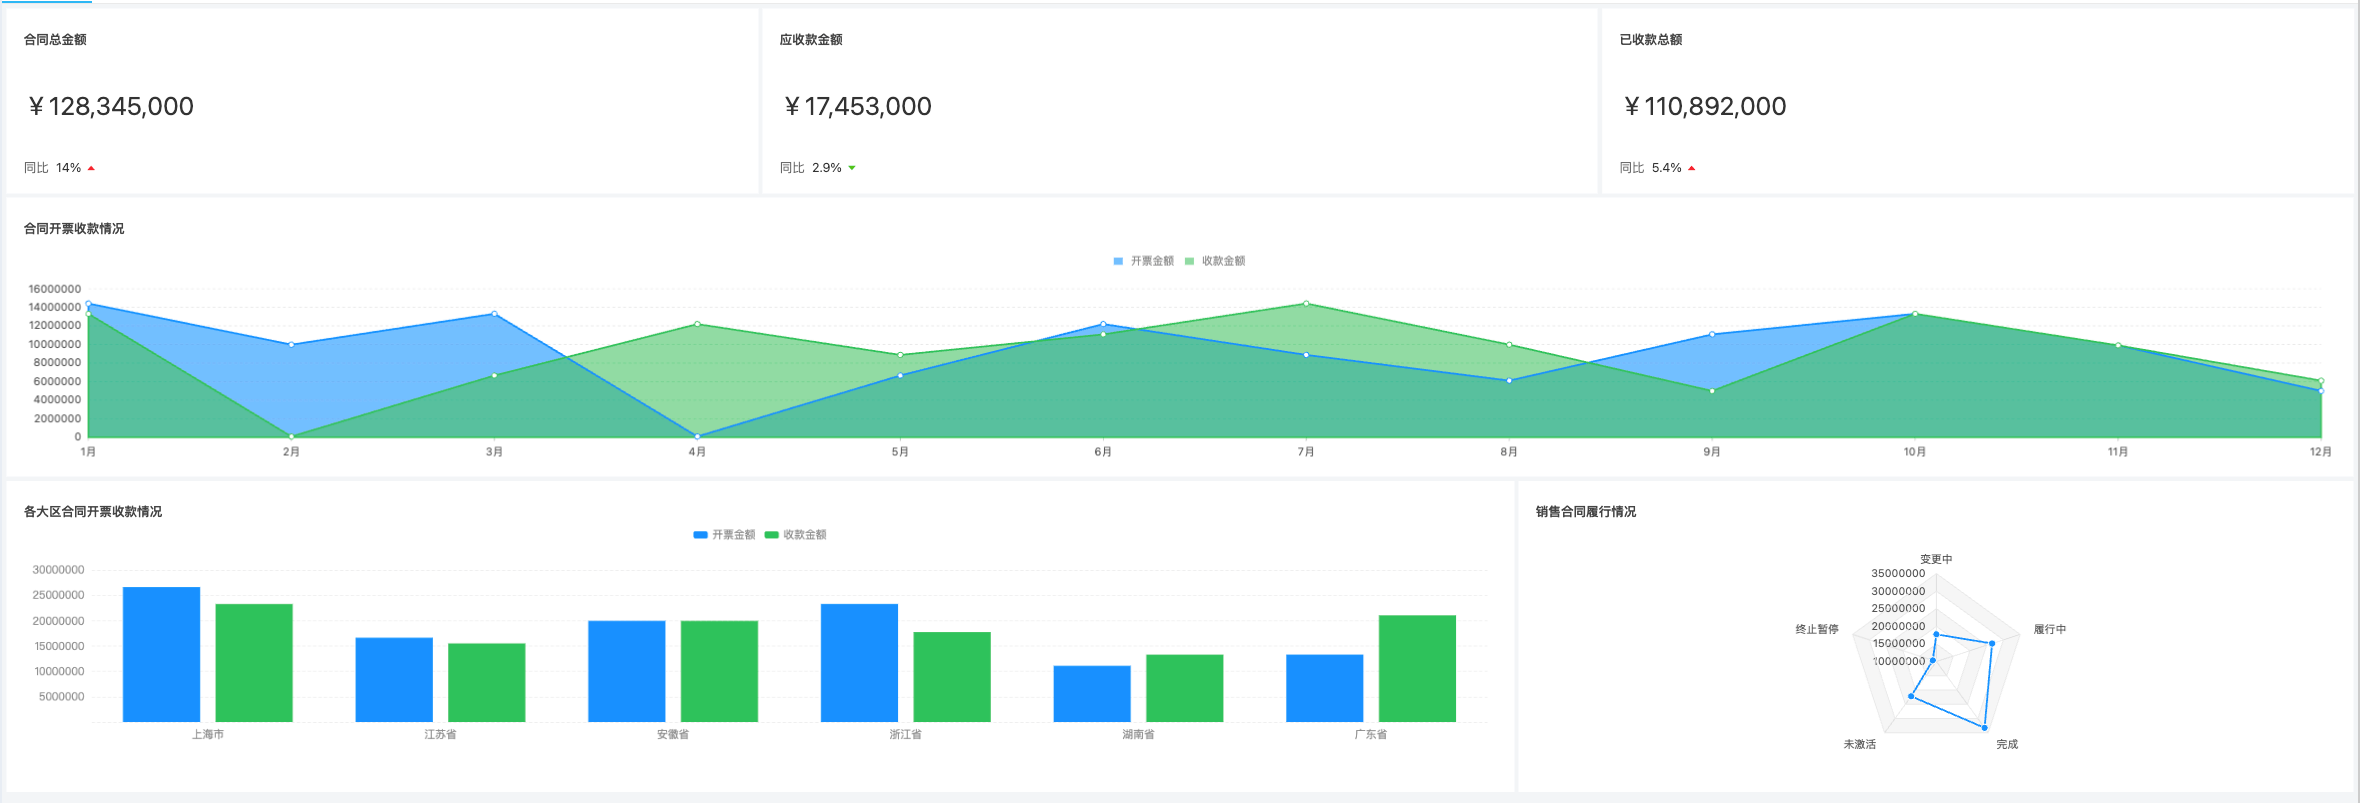 合同总金额
¥128,345,000
同比 14%
应收款金额
¥17,453,000
同比 2.9%
已收款总额
¥110,892,000
同比 5.4%
合同开票收款情况
开票金额 收款金额
16000000
14000000
12000000
10000000
8000000
6000000
4000000
2000000
0
1月 2月 3月 4月 5月 6月 7月 8月 9月 10月 11月 12月
各大区合同开票收款情况
开票金额 收款金额
30000000
25000000
20000000
15000000
10000000
5000000
上海市 江苏省 安徽省 浙江省 湖南省 广东省
销售合同履行情况
变更中
35000000
30000000
25000000
20000000
15000000
10000000
终止暂停 履行中
未激活 完成